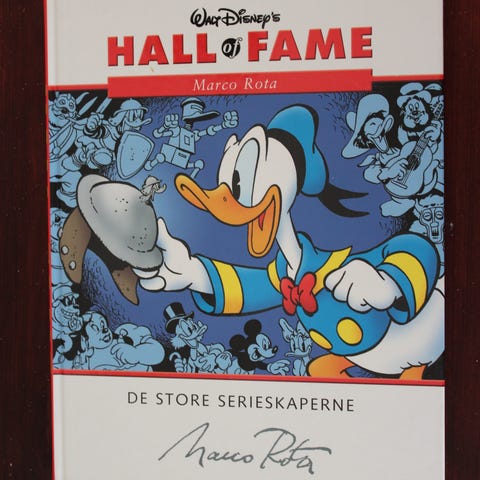 Walt Disney's
HALL of FAME
Marco Rota
DE STORE SERIESKAPERNE
Marco Rota